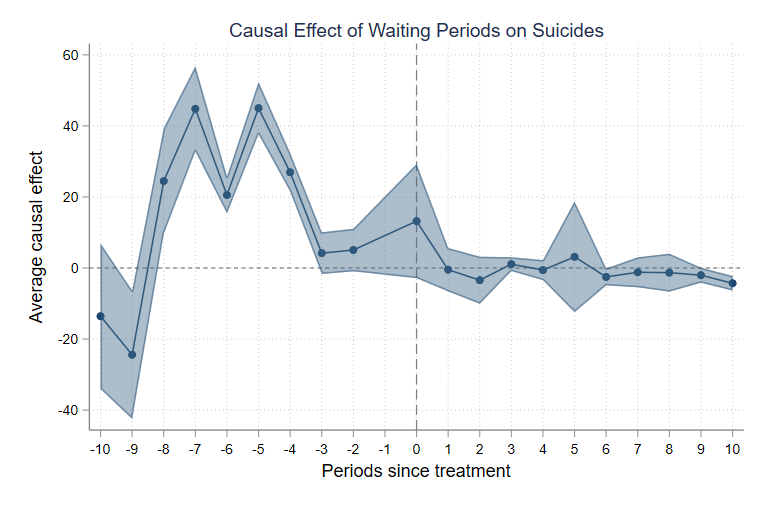 Causal Effect of Waiting Periods on Suicides
60
40
20
0
-20
-40
Average causal effect
-10 -9 -8 -7 -6 -5 -4 -3 -2 -1 0 1 2 3 4 5 6 7 8 9 10
Periods since treatment